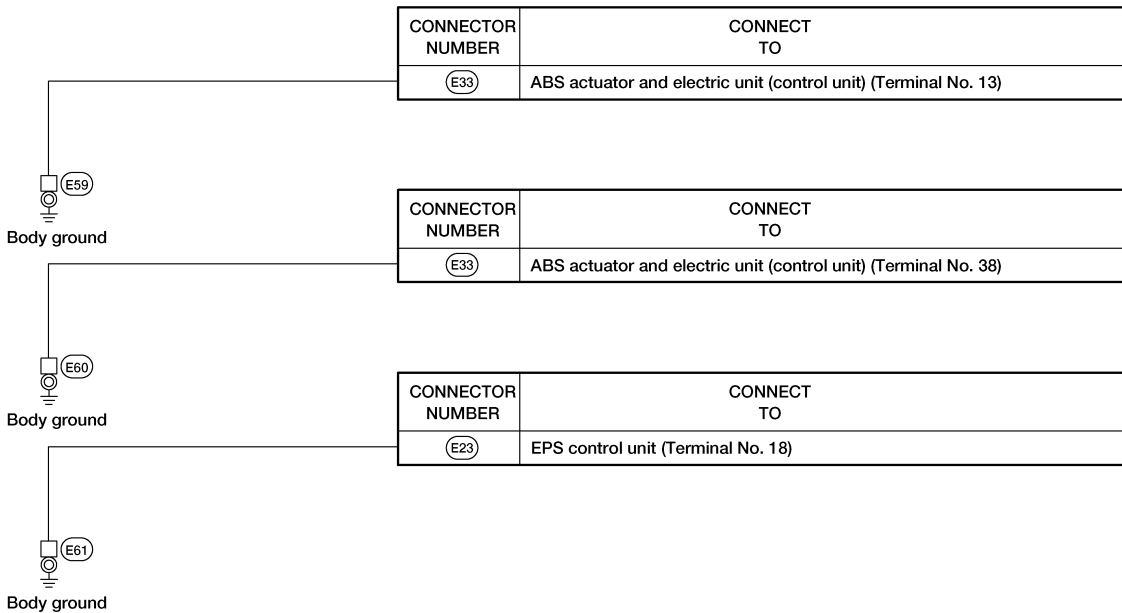 CONNECTOR NUMBER
CONNECT TO
E33
ABS actuator and electric unit (control unit) (Terminal No. 13)
E59
Body ground
CONNECTOR NUMBER
CONNECT TO
E33
ABS actuator and electric unit (control unit) (Terminal No. 38)
E60
Body ground
CONNECTOR NUMBER
CONNECT TO
E23
EPS control unit (Terminal No. 18)
E61
Body ground